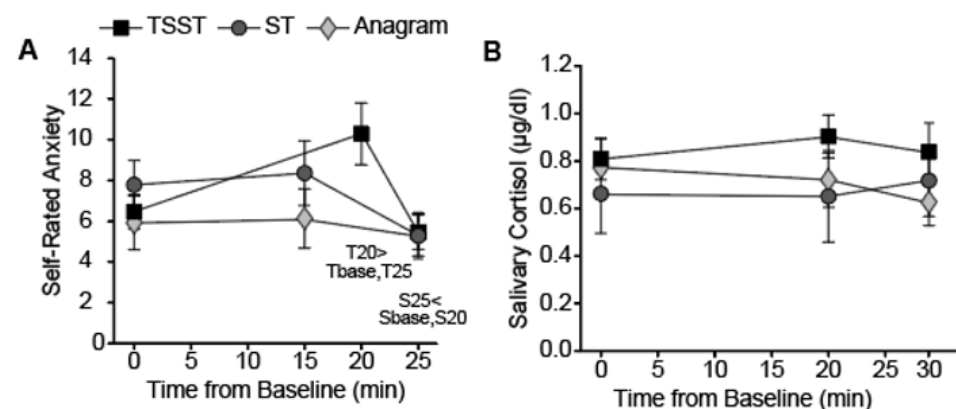 TSST ST Anagram
A
14
12
10
8
6
4
2
0
Self-Rated Anxiety
T20>
Tbase,T25
S25<
Sbase,S20
0 5 10 15 20 25
Time from Baseline (min)
B
1.2
1.0
0.8
0.6
0.4
0.2
0.0
Salivary Cortisol (µg/dl)
0 5 10 15 20 25 30
Time from Baseline (min)